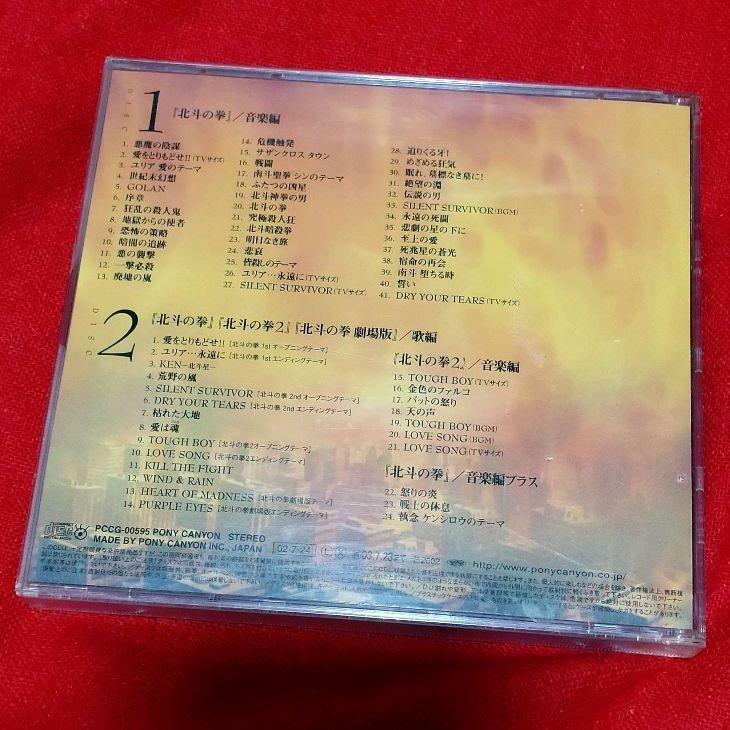 DISC
1
『北斗の拳』／音楽編
1. 悪魔の陰謀
2. 愛をとりもどせ!!(TVサイズ)
3. ユリア 愛のテーマ
4. 世紀末幻想
5. GOLAN
6. 序章
7. 狂乱の殺人鬼
8. 地獄からの使者
9. 恐怖の策略
10. 暗闇の追跡
11. 悪の襲撃
12. 一撃必殺
13. 廃墟の嵐
14. 危機触発
15. サザンクロス タウン
16. 戦闘
17. 南斗聖拳 シンのテーマ
18. ふたつの凶星
19. 北斗神拳の男
20. 北斗の拳
21. 究極殺人狂
22. 北斗暗殺拳
23. 明日なき旅
24. 悲哀
25. 皆殺しのテーマ
26. ユリア…永遠に(TVサイズ)
27. SILENT SURVIVOR(TVサイズ)
28. 迫りくる牙!
29. めざめる狂気
30. 眠れ、墓標なき墓に!
31. 絶望の淵
32. 伝説の男
33. SILENT SURVIVOR(BGM)
34. 永遠の死闘
35. 悲劇の星の下に
36. 至上の愛
37. 死兆星の蒼光
38. 宿命の再会
39. 南斗 堕ちる時
40. 誓い
41. DRY YOUR TEARS(TVサイズ)
DISC
2
『北斗の拳』『北斗の拳2』『北斗の拳 劇場版』／歌編
1. 愛をとりもどせ!! [北斗の拳 1st オープニングテーマ]
2. ユリア…永遠に [北斗の拳 1st エンディングテーマ]
3. KEN―北斗星―
4. 荒野の嵐
5. SILENT SURVIVOR [北斗の拳 2nd オープニングテーマ]
6. DRY YOUR TEARS [北斗の拳 2nd エンディングテーマ]
7. 枯れた大地
8. 愛は魂
9. TOUGH BOY [北斗の拳2オープニングテーマ]
10. LOVE SONG [北斗の拳2エンディングテーマ]
11. KILL THE FIGHT
12. WIND & RAIN
13. HEART OF MADNESS [北斗の拳劇場版テーマ]
14. PURPLE EYES [北斗の拳劇場版エンディングテーマ]
『北斗の拳2』／音楽編
15. TOUGH BOY(TVサイズ)
16. 金色のファルコ
17. バットの怒り
18. 天の声
19. TOUGH BOY(BGM)
20. LOVE SONG(BGM)
21. LOVE SONG(TVサイズ)
『北斗の拳』／音楽編プラス
22. 怒りの炎
23. 戦士の休息
24. 執念 ケンシロウのテーマ
PCCG-00595 PONY CANYON STEREO
MADE BY PONY CANYON INC., JAPAN
02・7・24
2002
http://www.ponycanyon.co.jp/